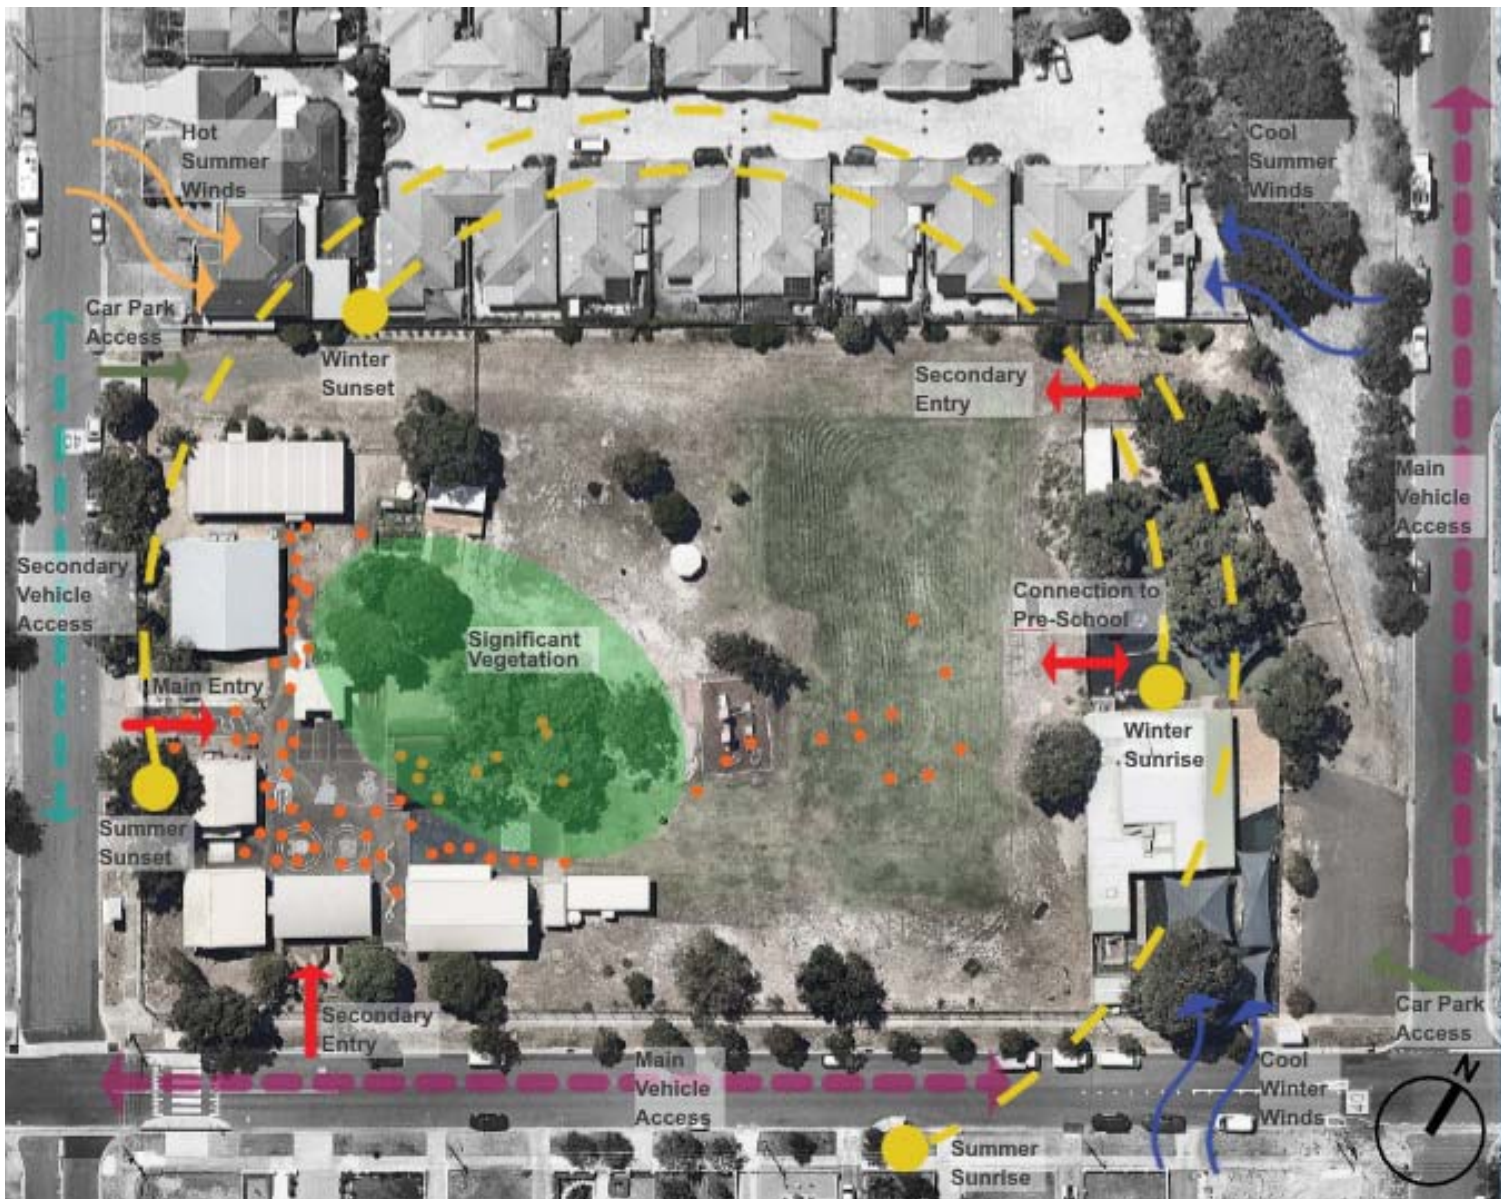 Hot
Summer
Winds
Cool
Summer
Winds
Car Park
Access
Winter
Sunset
Secondary
Entry
Main
Vehicle
Access
Secondary
Vehicle
Access
Connection to
Pre-School
Significant
Vegetation
Main Entry
Winter
Sunrise
Summer
Sunset
Secondary
Entry
Car Park
Access
Main
Vehicle
Access
Cool
Winter
Winds
Summer
Sunrise
N
40
40